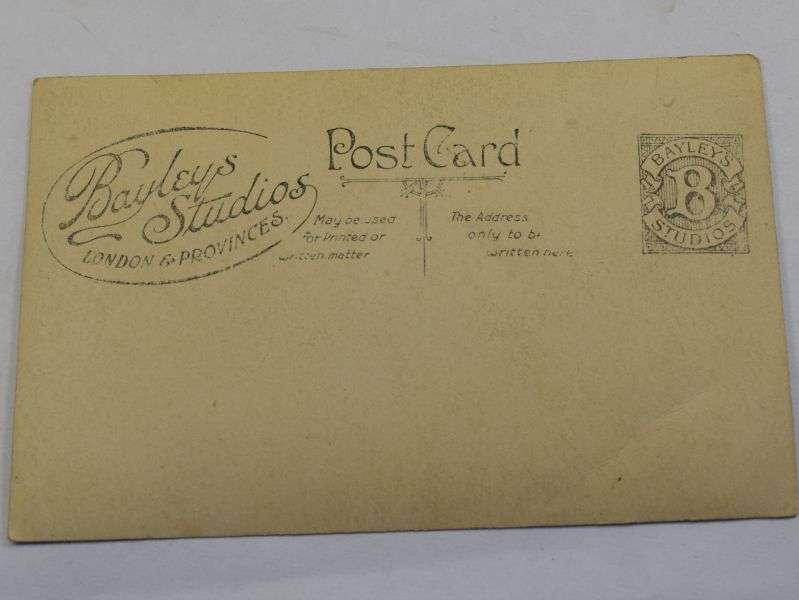 Bayleys
Studios
LONDON & PROVINCES.
Post Card
May be used
for Printed or
written matter
The Address
only to be
written here
BAYLEY'S
B
STUDIOS